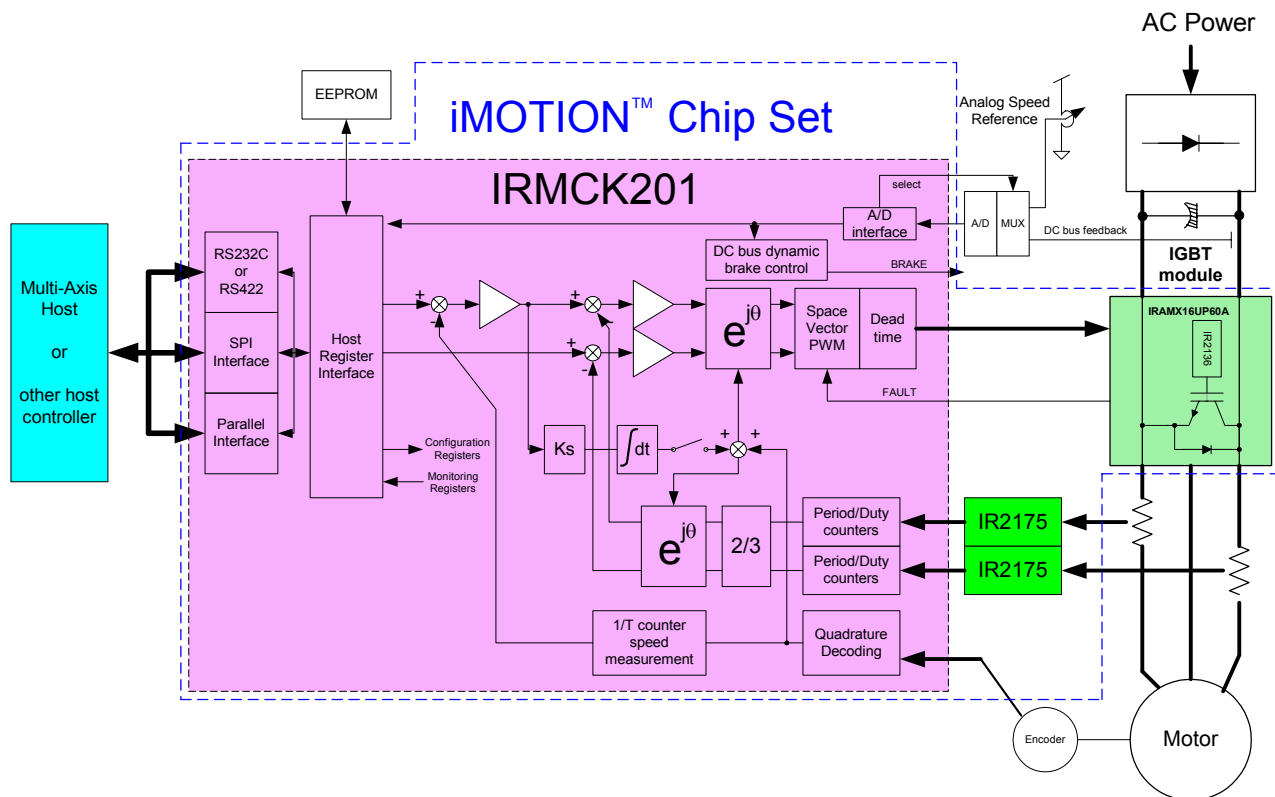 AC Power
EEPROM
iMOTION™ Chip Set
Analog Speed
Reference
IRMCK201
select
A/D
interface
A/D
MUX
DC bus feedback
DC bus dynamic
brake control
BRAKE
IGBT
module
Multi-Axis
Host
or
other host
controller
RS232C
or
RS422
SPI
Interface
Parallel
Interface
Host
Register
Interface
+
-
+
-
+
-
e^jθ
Space
Vector
PWM
Dead
time
IRAMX16UP60A
IR2136
FAULT
Configuration
Registers
Monitoring
Registers
Ks
∫dt
+
+
e^jθ
2/3
Period/Duty
counters
Period/Duty
counters
IR2175
IR2175
1/T counter
speed
measurement
Quadrature
Decoding
Encoder
Motor